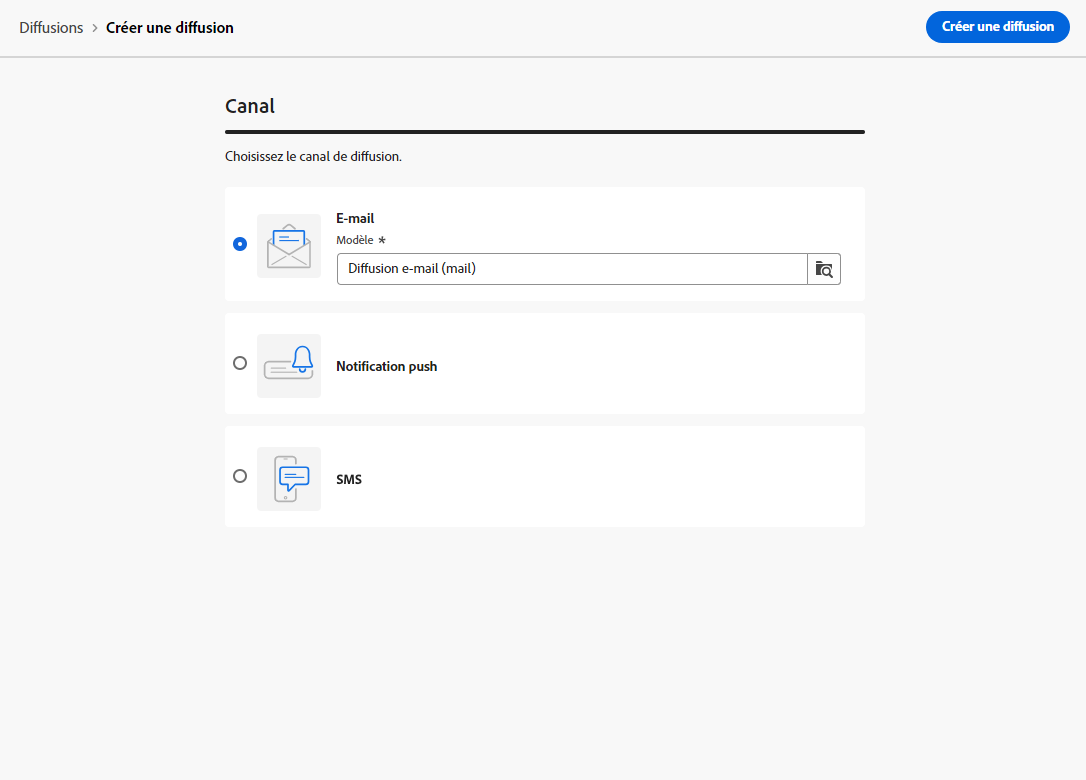 Diffusions > Créer une diffusion
Créer une diffusion
Canal
Choisissez le canal de diffusion.
E-mail
Modèle *
Diffusion e-mail (mail)
Notification push
SMS